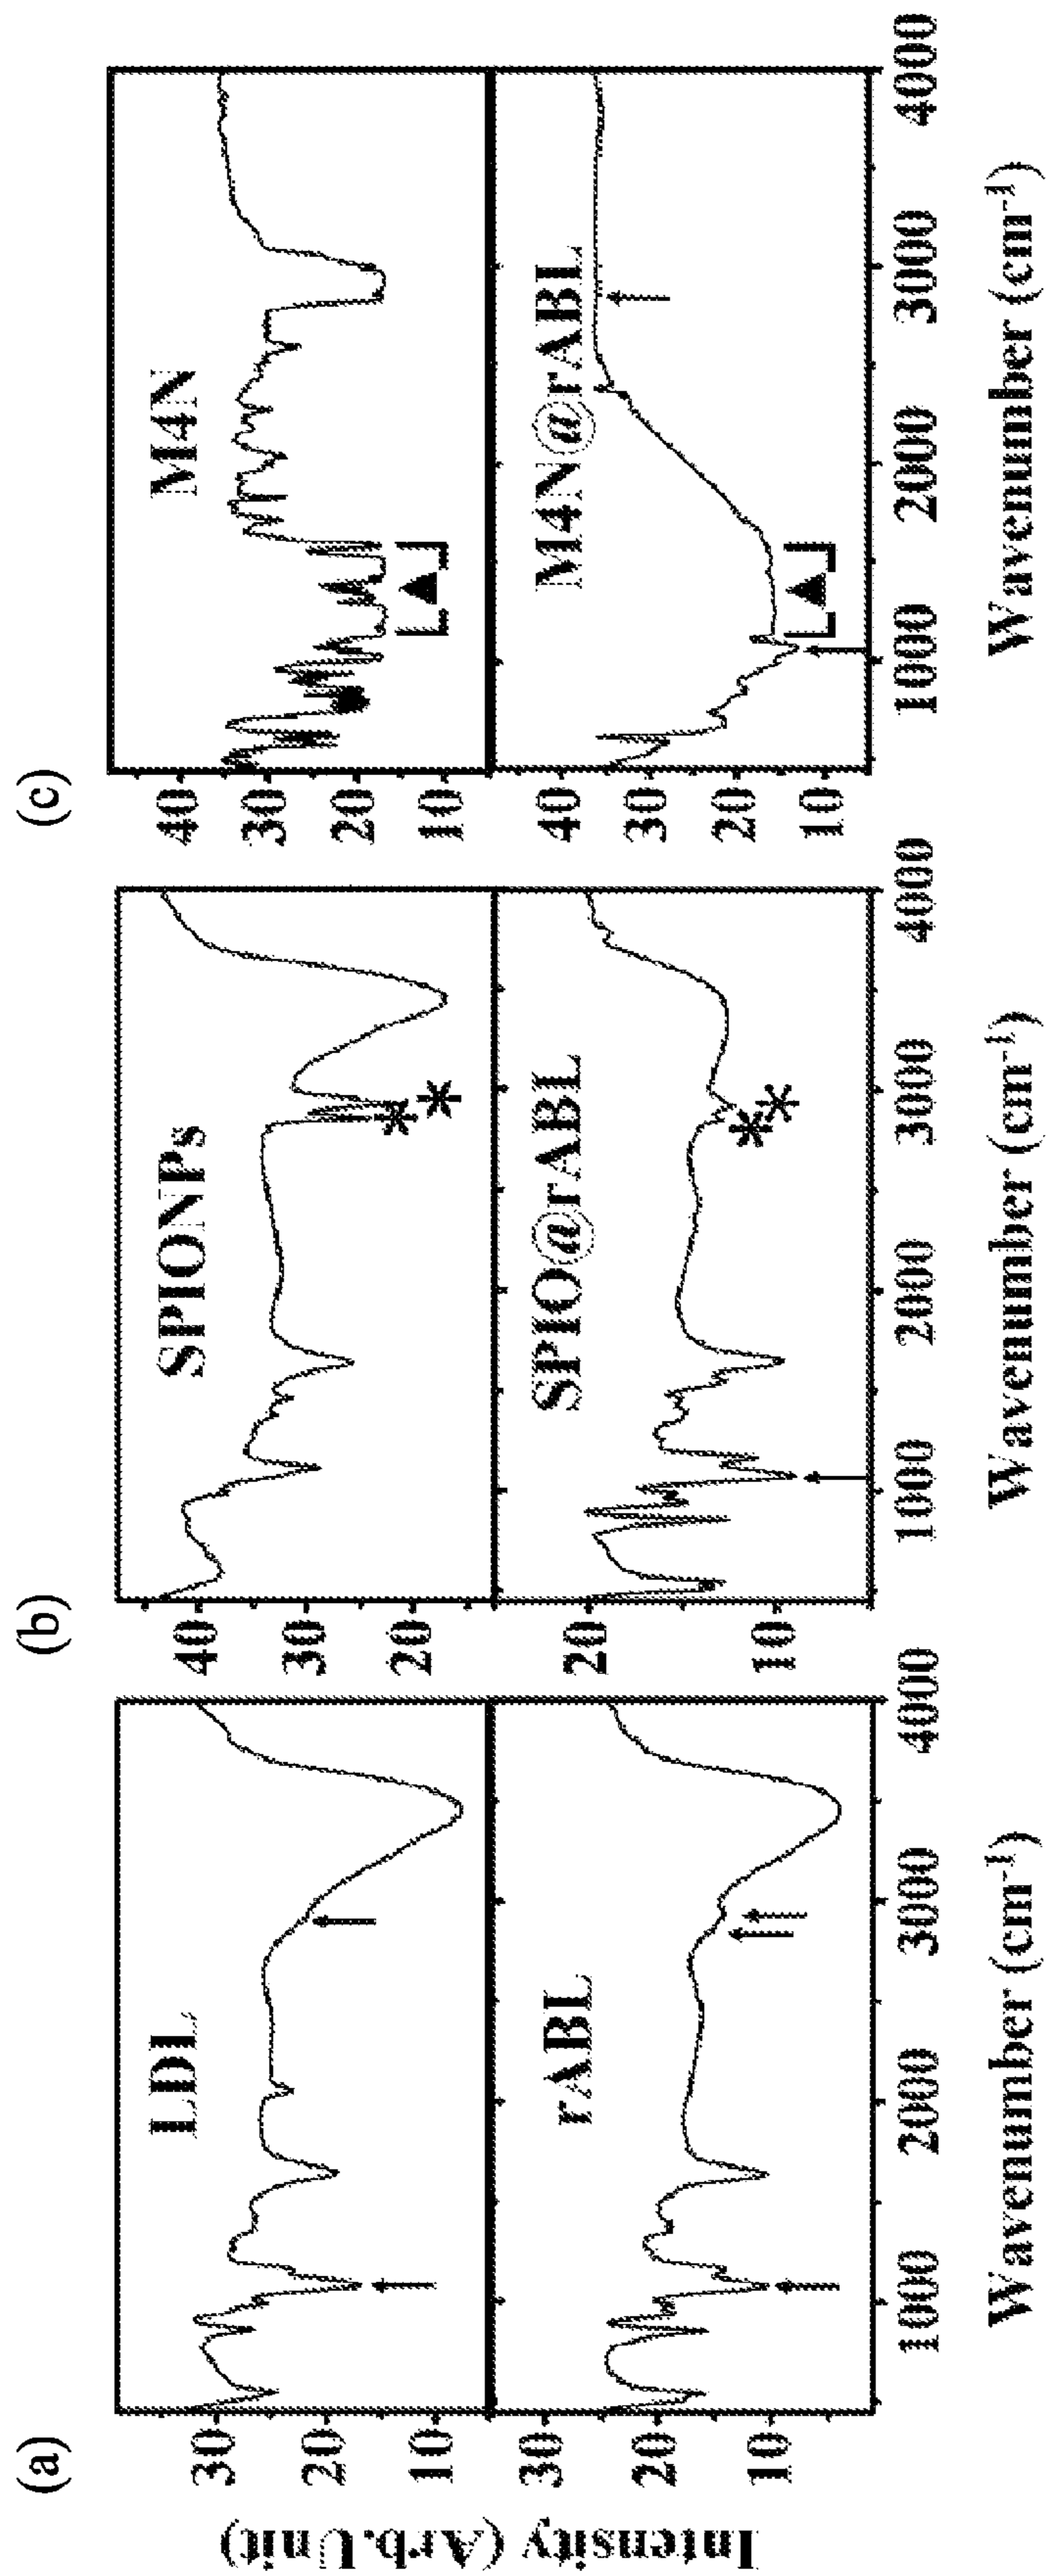 (a)
(b)
(c)
LDL
SPIONPs
M4N
40
40
30
30
30
20
20
20
10
10
rABL
SPIO@rABL
M4N@rABL
30
20
40
20
10
30
10
20
10
1000 2000 3000 4000
1000 2000 3000 4000
1000 2000 3000 4000
Wavenumber (cm⁻¹)
Wavenumber (cm⁻¹)
Wavenumber (cm⁻¹)
Intensity (Arb.Unit)